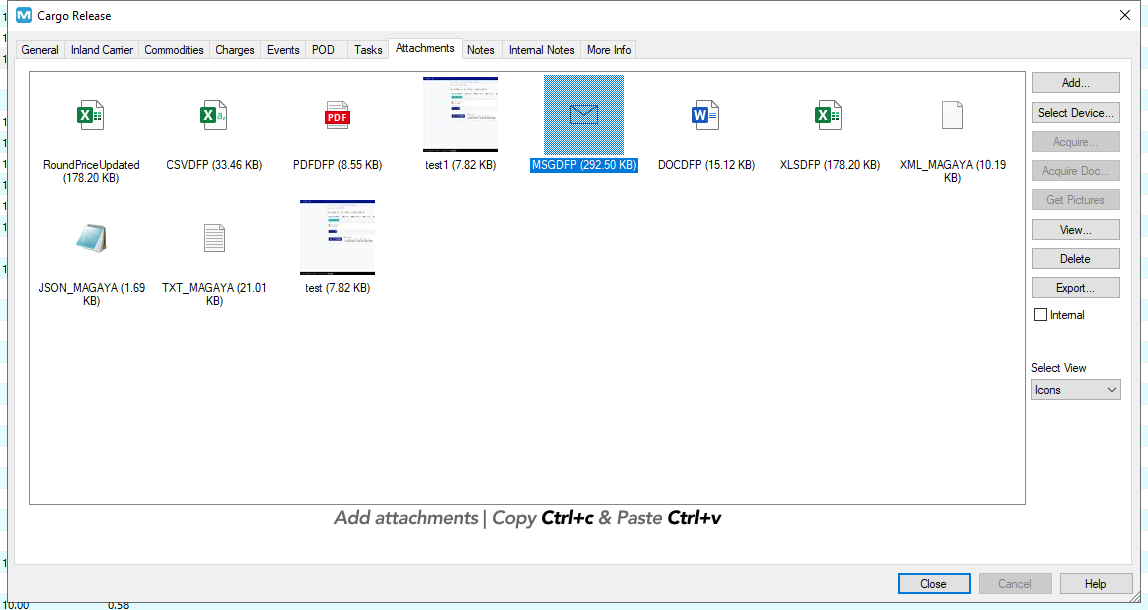 Cargo Release
General Inland Carrier Commodities Charges Events POD Tasks Attachments Notes Internal Notes More Info
RoundPriceUpdated
(178.20 KB)
CSVDFP (33.46 KB)
PDFDFP (8.55 KB)
test1 (7.82 KB)
MSGDFP (292.50 KB)
DOCDFP (15.12 KB)
XLSDFP (178.20 KB)
XML_MAGAYA (10.19
KB)
JSON_MAGAYA (1.69
KB)
TXT_MAGAYA (21.01
KB)
test (7.82 KB)
Add...
Select Device...
Acquire...
Acquire Doc...
Get Pictures
View...
Delete
Export...
Internal
Select View
Icons
Add attachments | Copy Ctrl+c & Paste Ctrl+v
Close Cancel Help
10.00 0.58